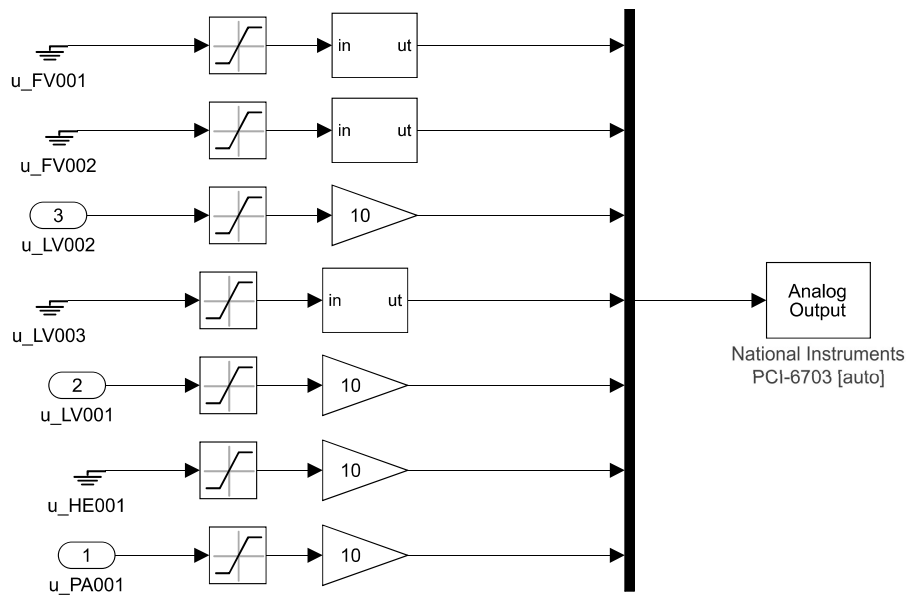 in ut
u_FV001
in ut
u_FV002
3 10
u_LV002
in ut
u_LV003
Analog
Output
National Instruments
PCI-6703 [auto]
2 10
u_LV001
10
u_HE001
1 10
u_PA001